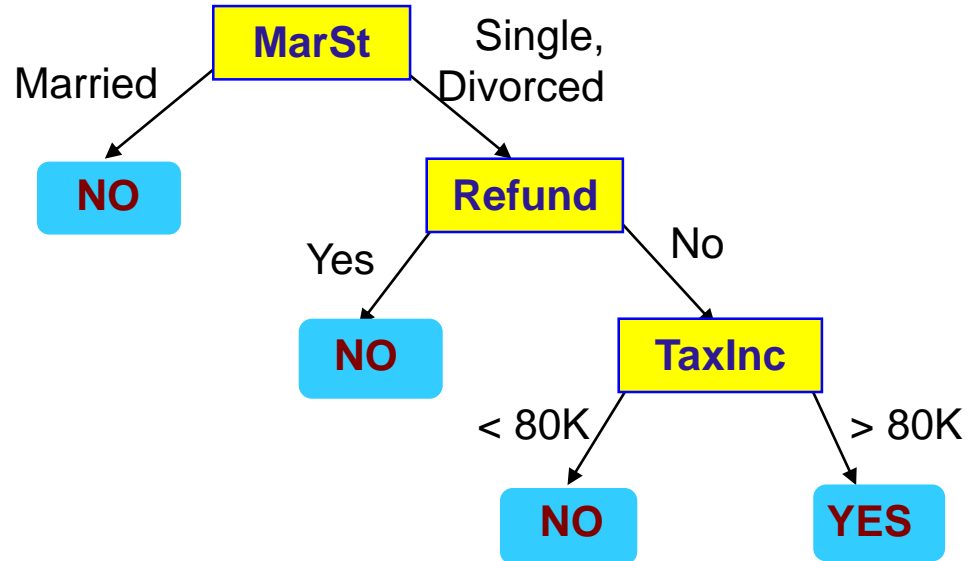 MarSt
Single,
Divorced
Married
NO
Refund
Yes
No
NO
TaxInc
< 80K
> 80K
NO
YES